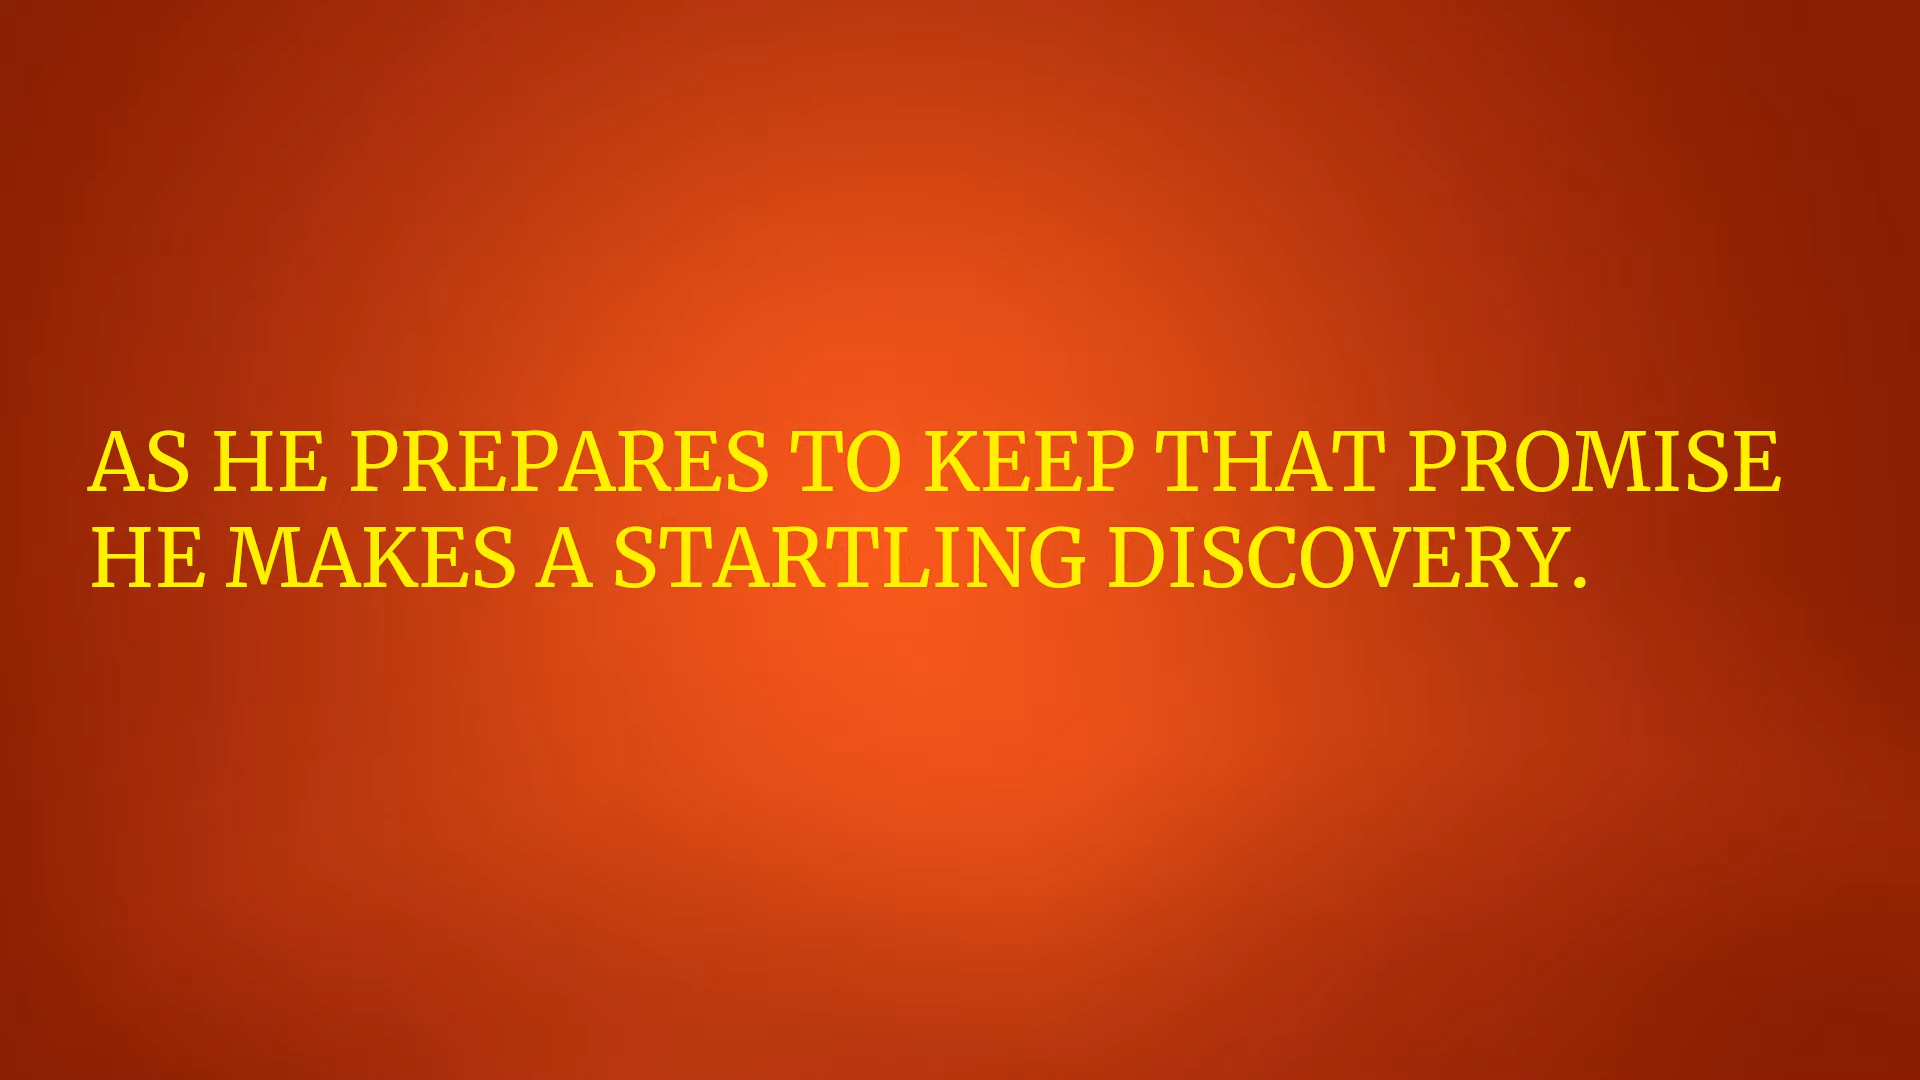 AS HE PREPARES TO KEEP THAT PROMISE
HE MAKES A STARTLING DISCOVERY.